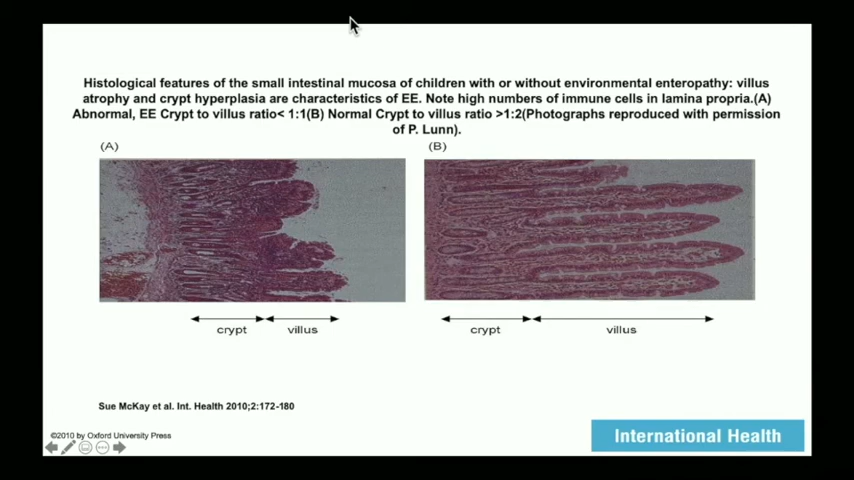 Histological features of the small intestinal mucosa of children with or without environmental enteropathy: villus
atrophy and crypt hyperplasia are characteristics of EE. Note high numbers of immune cells in lamina propria.(A)
Abnormal, EE Crypt to villus ratio< 1:1(B) Normal Crypt to villus ratio >1:2(Photographs reproduced with permission
of P. Lunn).
(A)
(B)
crypt
villus
crypt
villus
Sue McKay et al. Int. Health 2010;2:172-180
©2010 by Oxford University Press
International Health